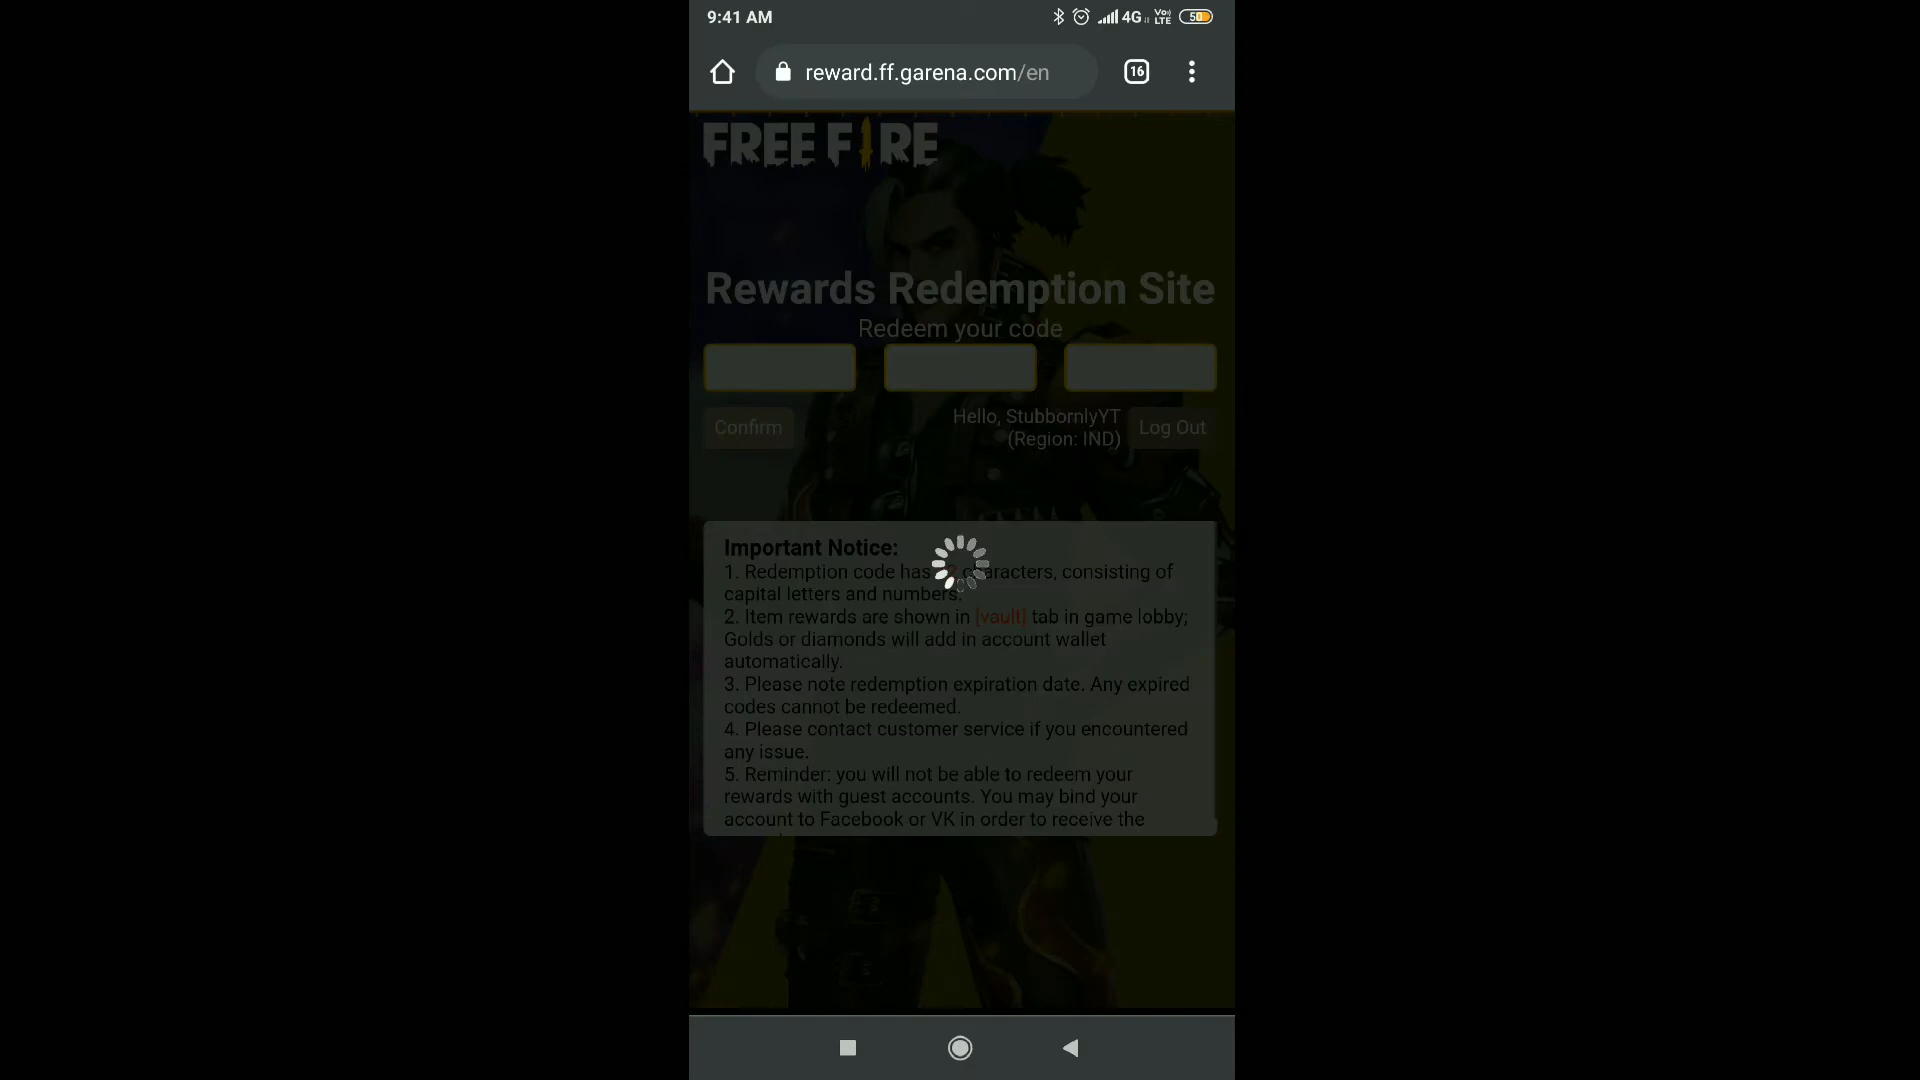 9:41 AM
4G Vo) LTE 50
reward.ff.garena.com/en
16
FREE FIRE
Rewards Redemption Site
Redeem your code
Hello, StubbornlyYT
Confirm
(Region: IND)
Log Out
Important Notice:
1. Redemption code has characters, consisting of
capital letters and numbers.
2. Item rewards are shown in [vault] tab in game lobby;
Golds or diamonds will add in account wallet
automatically.
3. Please note redemption expiration date. Any expired
codes cannot be redeemed.
4. Please contact customer service if you encountered
any issue.
5. Reminder: you will not be able to redeem your
rewards with guest accounts. You may bind your
account to Facebook or VK in order to receive the